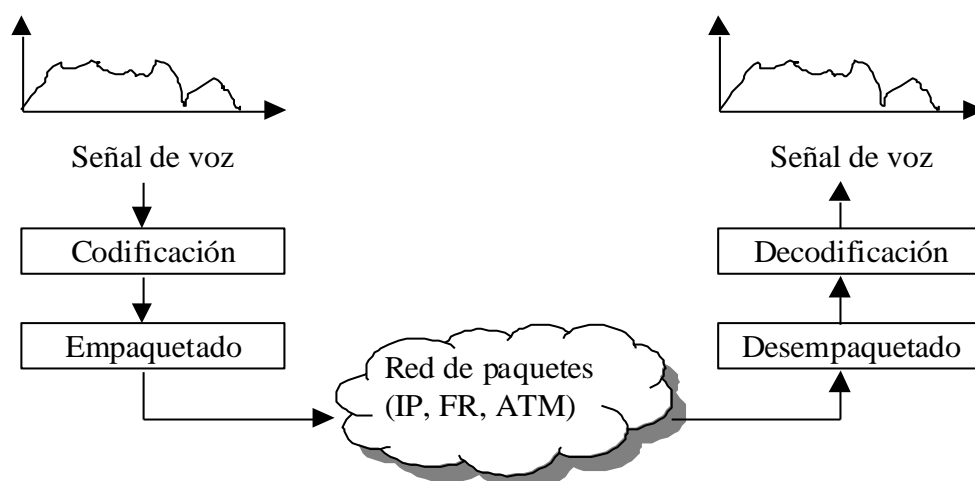 Señal de voz
Codificación
Empaquetado
Red de paquetes
(IP, FR, ATM)
Señal de voz
Decodificación
Desempaquetado